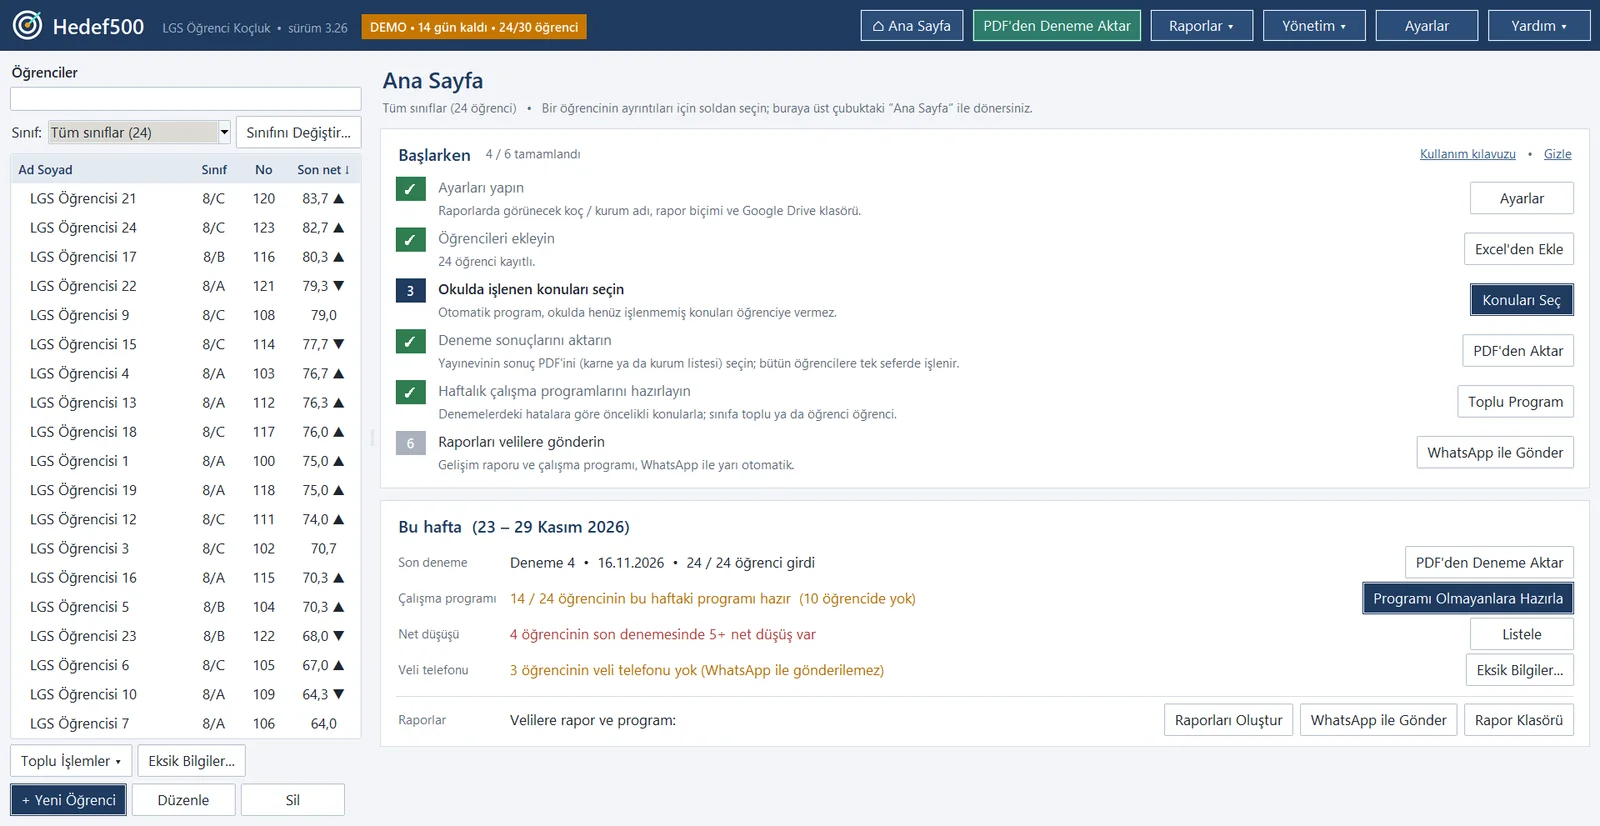 Hedef500 LGS Öğrenci Koçluk • sürüm 3.26 DEMO • 14 gün kaldı • 24/30 öğrenci Ana Sayfa PDF'den Deneme Aktar Raporlar Yönetim Ayarlar Yardım
Öğrenciler
Sınıf: Tüm sınıflar (24) Sınıfını Değiştir...
Ad Soyad Sınıf No Son net ↓
LGS Öğrencisi 21 8/C 120 83,7 ▲
LGS Öğrencisi 24 8/C 123 82,7 ▲
LGS Öğrencisi 17 8/B 116 80,3 ▲
LGS Öğrencisi 22 8/A 121 79,3 ▼
LGS Öğrencisi 9 8/C 108 79,0
LGS Öğrencisi 15 8/C 114 77,7 ▼
LGS Öğrencisi 4 8/A 103 76,7 ▲
LGS Öğrencisi 13 8/A 112 76,3 ▲
LGS Öğrencisi 18 8/C 117 76,0 ▲
LGS Öğrencisi 1 8/A 100 75,0 ▲
LGS Öğrencisi 19 8/A 118 75,0 ▲
LGS Öğrencisi 12 8/C 111 74,0 ▲
LGS Öğrencisi 3 8/C 102 70,7
LGS Öğrencisi 16 8/A 115 70,3 ▲
LGS Öğrencisi 5 8/B 104 70,3 ▲
LGS Öğrencisi 23 8/B 122 68,0 ▼
LGS Öğrencisi 6 8/C 105 67,0 ▲
LGS Öğrencisi 10 8/A 109 64,3 ▼
LGS Öğrencisi 7 8/A 106 64,0
Toplu İşlemler Eksik Bilgiler...
+ Yeni Öğrenci Düzenle Sil
Ana Sayfa
Tüm sınıflar (24 öğrenci) • Bir öğrencinin ayrıntıları için soldan seçin; buraya üst çubuktaki “Ana Sayfa” ile dönersiniz.
Başlarken 4 / 6 tamamlandı Kullanım kılavuzu • Gizle
✓ Ayarları yapın Ayarlar
Raporlarda görünecek koç / kurum adı, rapor biçimi ve Google Drive klasörü.
✓ Öğrencileri ekleyin Excel'den Ekle
24 öğrenci kayıtlı.
3 Okulda işlenen konuları seçin Konuları Seç
Otomatik program, okulda henüz işlenmemiş konuları öğrenciye vermez.
✓ Deneme sonuçlarını aktarın PDF'den Aktar
Yayınevinin sonuç PDF'ini (karne ya da kurum listesi) seçin; bütün öğrencilere tek seferde işlenir.
✓ Haftalık çalışma programlarını hazırlayın Toplu Program
Denemelerdeki hatalara göre öncelikli konularla; sınıfa toplu ya da öğrenci öğrenci.
6 Raporları velilere gönderin WhatsApp ile Gönder
Gelişim raporu ve çalışma programı, WhatsApp ile yarı otomatik.
Bu hafta (23 – 29 Kasım 2026)
Son deneme Deneme 4 • 16.11.2026 • 24 / 24 öğrenci girdi PDF'den Deneme Aktar
Çalışma programı 14 / 24 öğrencinin bu haftaki programı hazır (10 öğrencide yok) Programı Olmayanlara Hazırla
Net düşüşü 4 öğrencinin son denemesinde 5+ net düşüş var Listele
Veli telefonu 3 öğrencinin veli telefonu yok (WhatsApp ile gönderilemez) Eksik Bilgiler...
Raporlar Velilere rapor ve program: Raporları Oluştur WhatsApp ile Gönder Rapor Klasörü